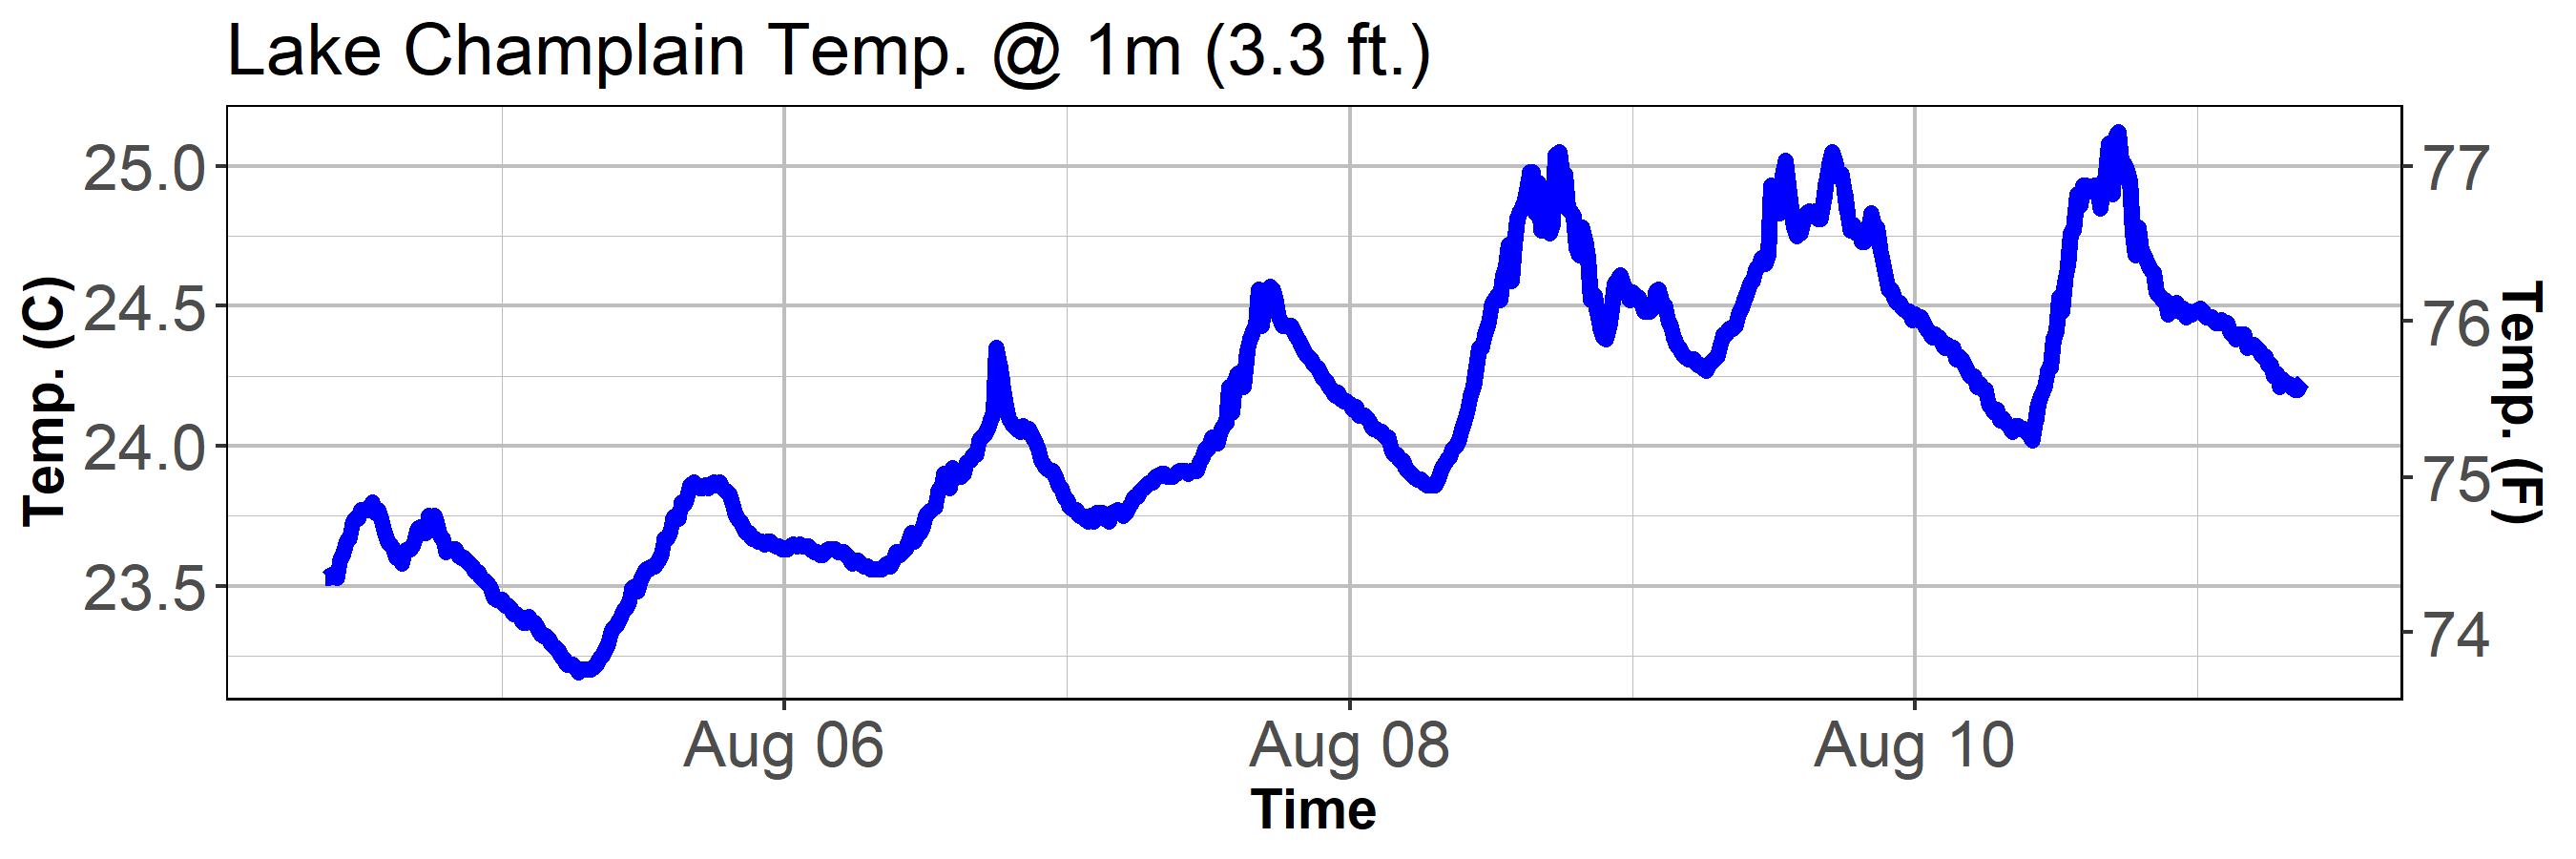 Lake Champlain Temp. @ 1m (3.3 ft.)
Temp. (C)
25.0
24.5
24.0
23.5
77
76
75
74
Temp. (F)
Aug 06 Aug 08 Aug 10
Time